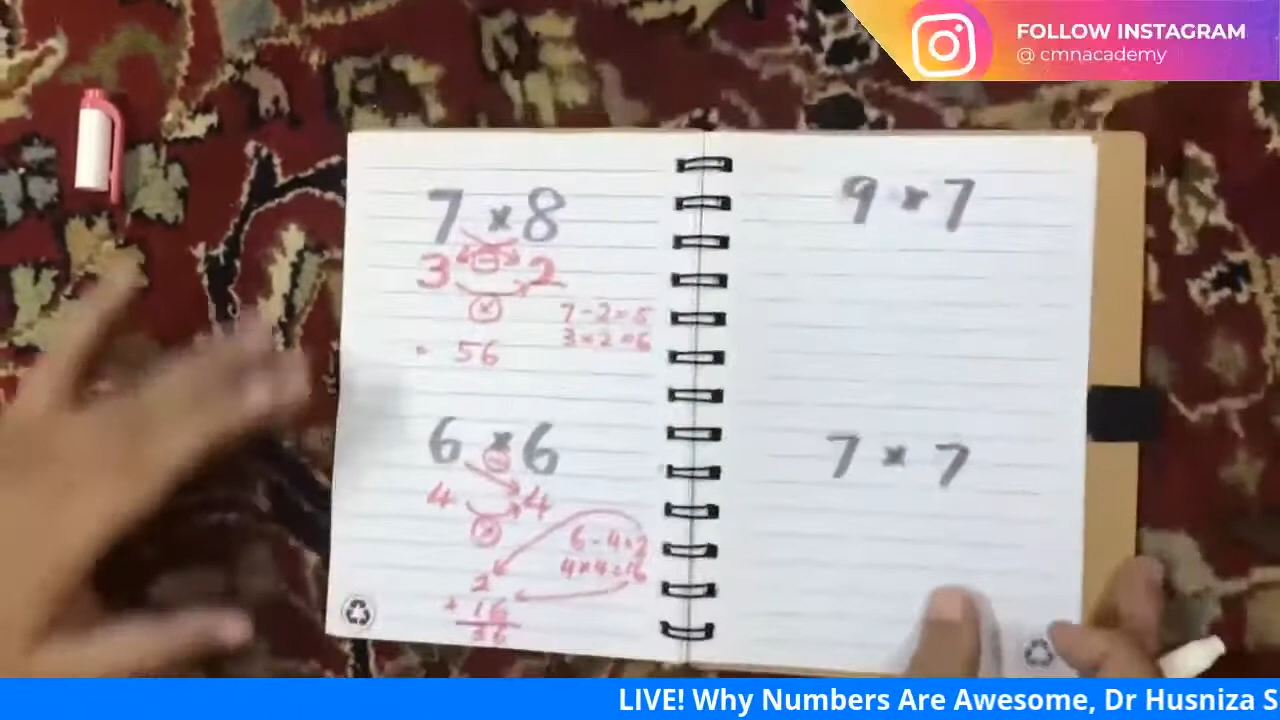 FOLLOW INSTAGRAM
@ cmnacademy
7 × 8
3 − 2
×
7 - 2 = 5
3 × 2 = 6
= 56
6 × 6
−
4 4
×
6 - 4 = 2
4 × 4 = 16
2
+ 16
36
9 × 7
7 × 7
LIVE! Why Numbers Are Awesome, Dr Husniza S